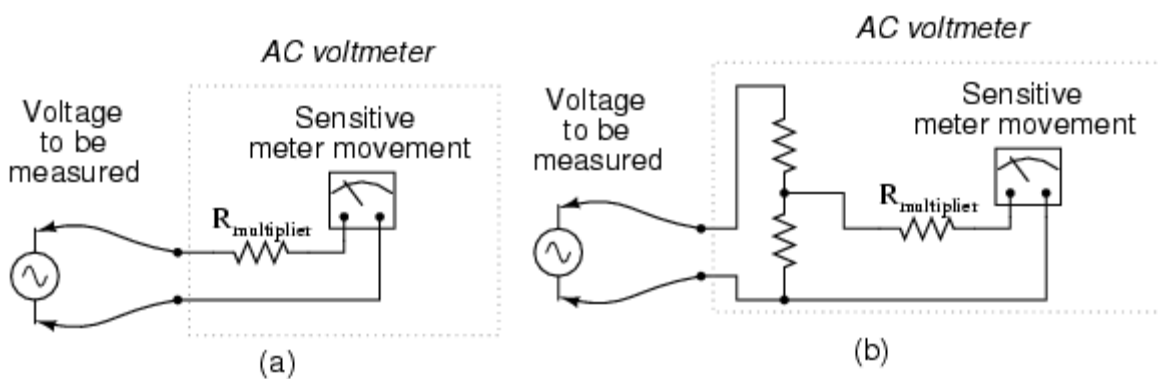 AC voltmeter
Voltage
to be
measured
Sensitive
meter movement
Rmultiplier
(a)
AC voltmeter
Voltage
to be
measured
Sensitive
meter movement
Rmultiplier
(b)